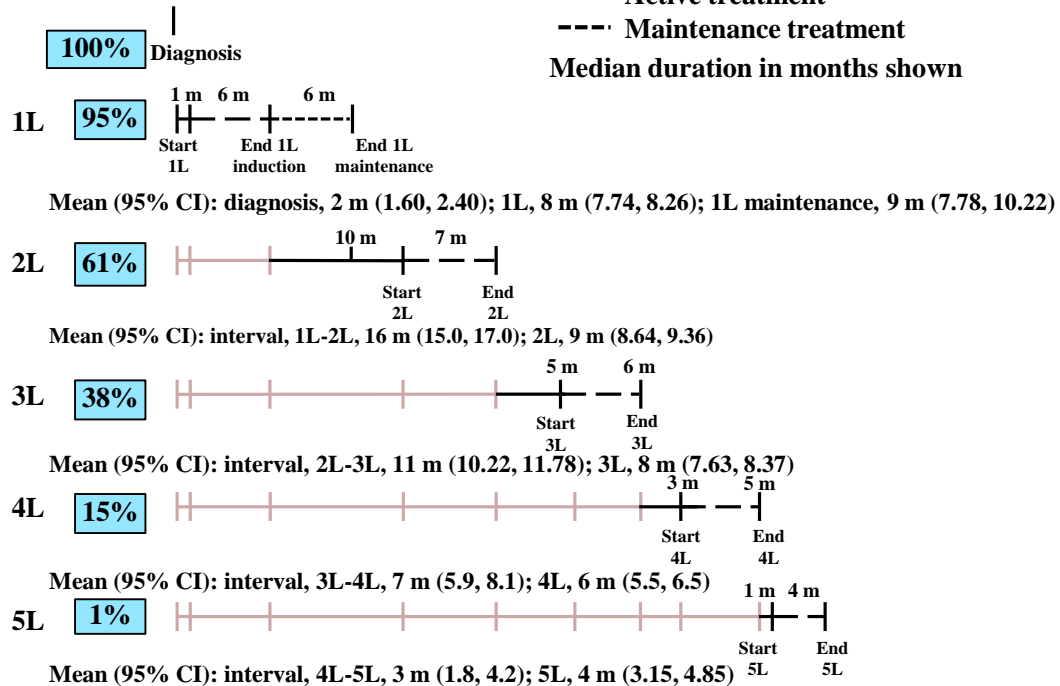 Active treatment
Maintenance treatment
Median duration in months shown
100%
Diagnosis
1L
95%
1 m 6 m 6 m
Start 1L
End 1L induction
End 1L maintenance
Mean (95% CI): diagnosis, 2 m (1.60, 2.40); 1L, 8 m (7.74, 8.26); 1L maintenance, 9 m (7.78, 10.22)
2L
61%
10 m 7 m
Start 2L
End 2L
Mean (95% CI): interval, 1L-2L, 16 m (15.0, 17.0); 2L, 9 m (8.64, 9.36)
3L
38%
5 m 6 m
Start 3L
End 3L
Mean (95% CI): interval, 2L-3L, 11 m (10.22, 11.78); 3L, 8 m (7.63, 8.37)
4L
15%
3 m 5 m
Start 4L
End 4L
Mean (95% CI): interval, 3L-4L, 7 m (5.9, 8.1); 4L, 6 m (5.5, 6.5)
5L
1%
1 m 4 m
Start 5L
End 5L
Mean (95% CI): interval, 4L-5L, 3 m (1.8, 4.2); 5L, 4 m (3.15, 4.85)